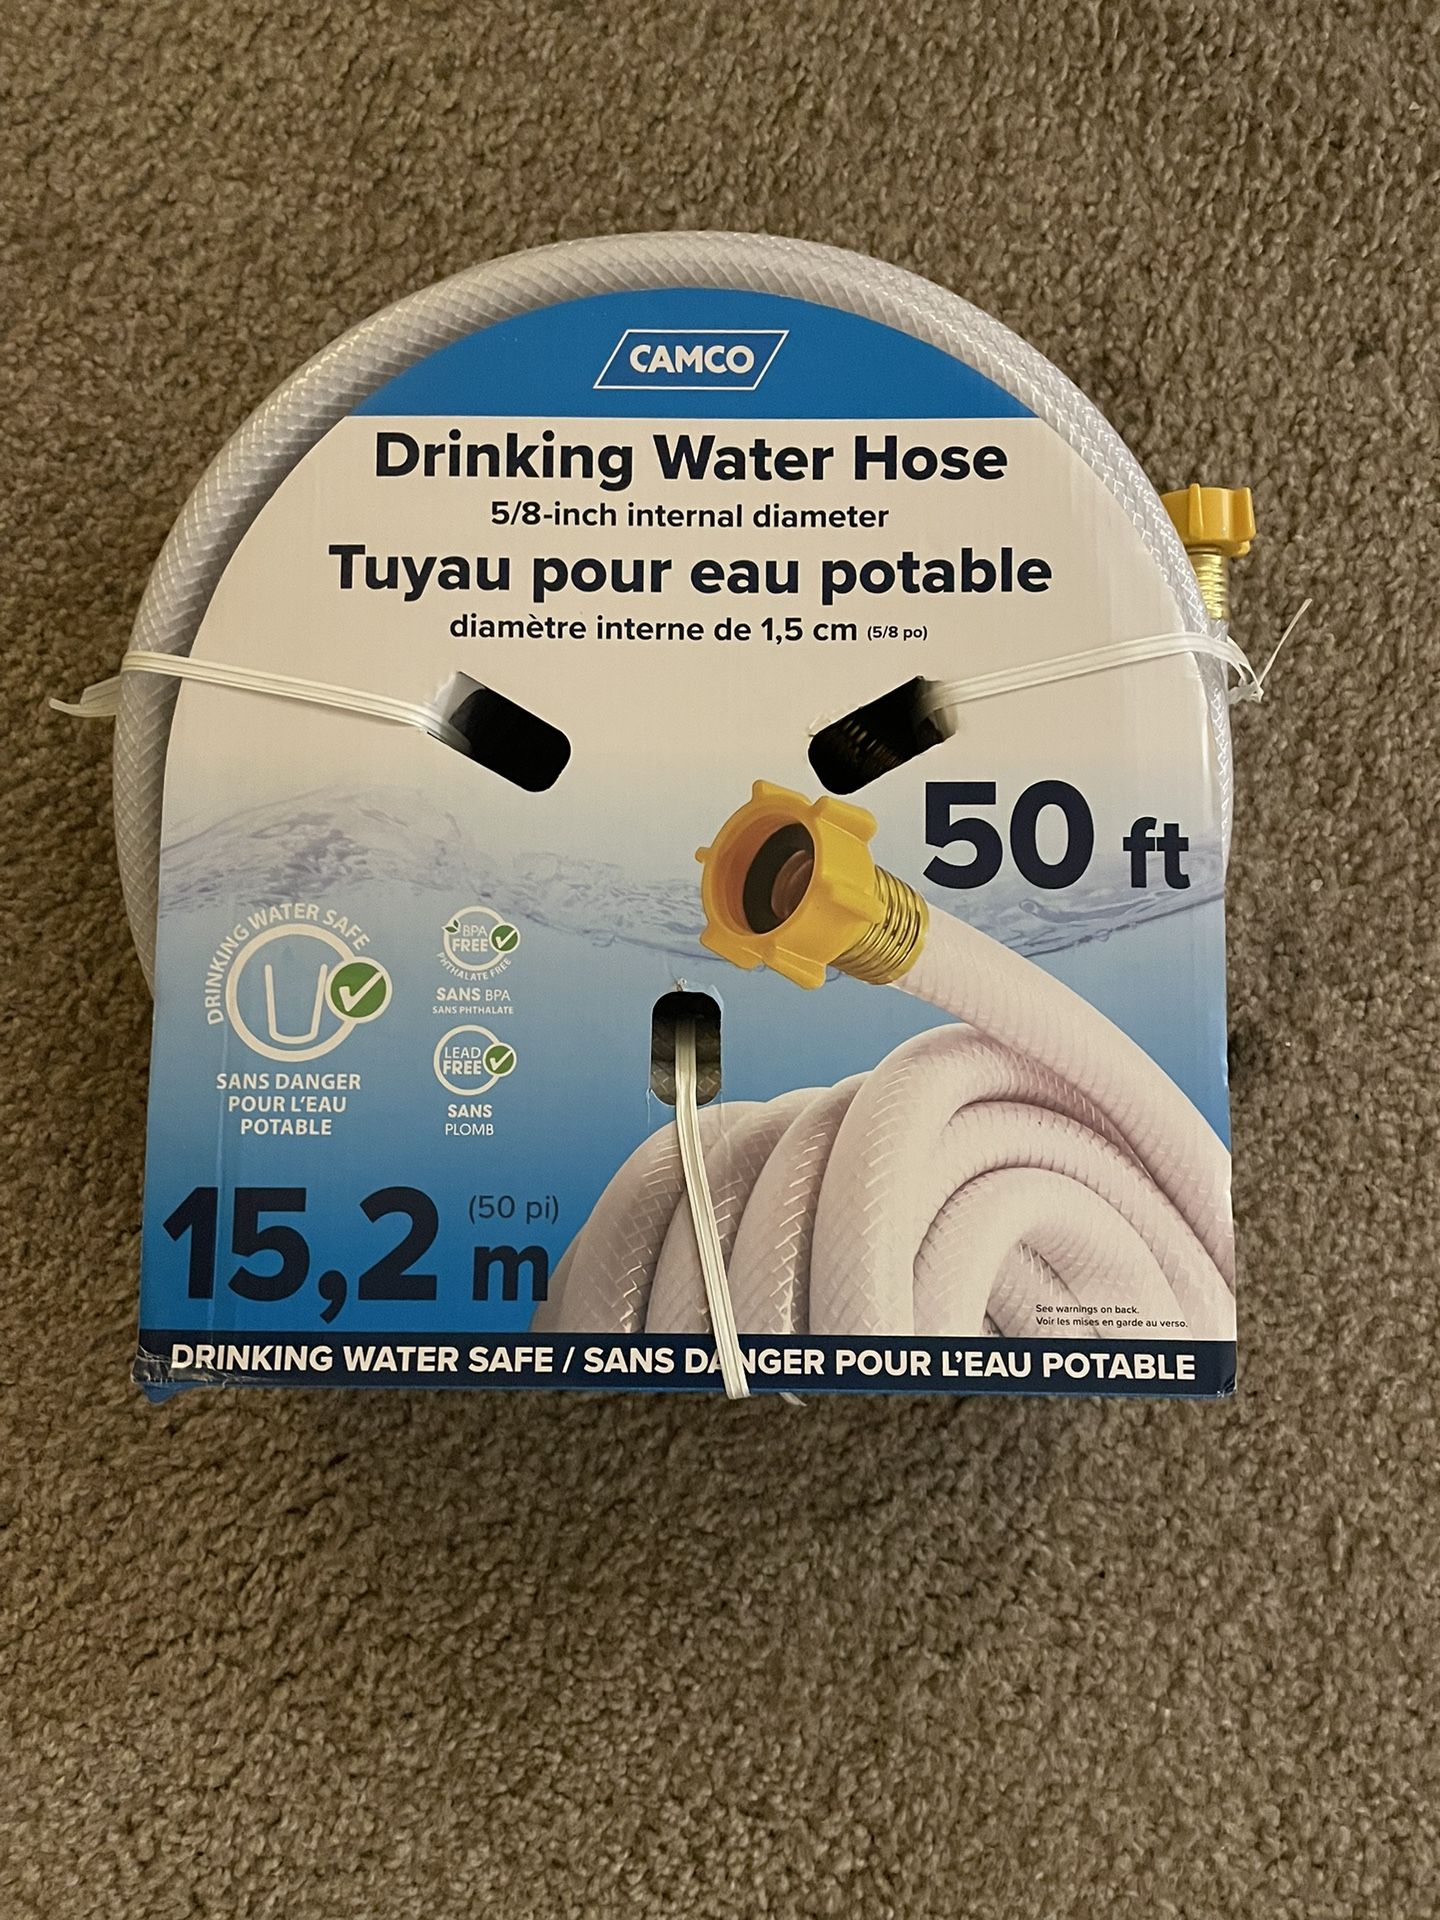 CAMCO
Drinking Water Hose
5/8-inch internal diameter
Tuyau pour eau potable
diamètre interne de 1,5 cm (5/8 po)
50 ft
DRINKING WATER SAFE
SANS DANGER
POUR L'EAU
POTABLE
BPA
FREE
PHTHALATE FREE
SANS BPA
SANS PHTHALATE
LEAD
FREE
SANS
PLOMB
15,2 m (50 pi)
See warnings on back.
Voir les mises en garde au verso.
DRINKING WATER SAFE / SANS DANGER POUR L'EAU POTABLE